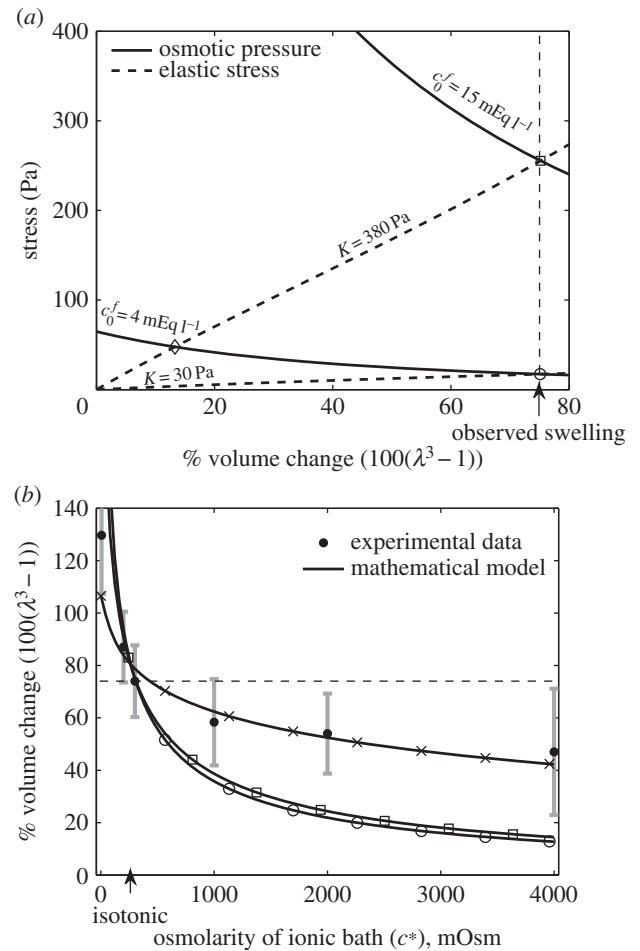 (a)
400
300
200
100
0
20
40
60
80
stress (Pa)
osmotic pressure
elastic stress
c₀ᶠ = 15 mEq l⁻¹
K = 380 Pa
c₀ᶠ = 4 mEq l⁻¹
K = 30 Pa
observed swelling
% volume change (100(λ³ – 1))
(b)
140
120
100
80
60
40
20
0
% volume change (100(λ³ – 1))
experimental data
mathematical model
0
1000
2000
3000
4000
isotonic
osmolarity of ionic bath (c*), mOsm